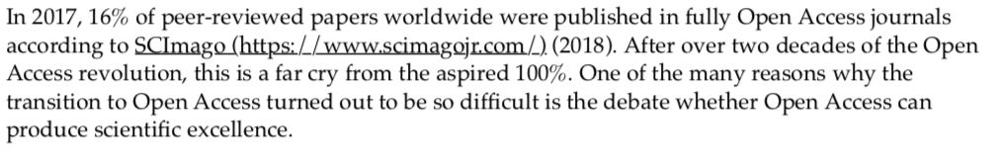 In 2017, 16% of peer-reviewed papers worldwide were published in fully Open Access journals
according to SCImago (https://www.scimagojr.com/) (2018). After over two decades of the Open
Access revolution, this is a far cry from the aspired 100%. One of the many reasons why the
transition to Open Access turned out to be so difficult is the debate whether Open Access can
produce scientific excellence.